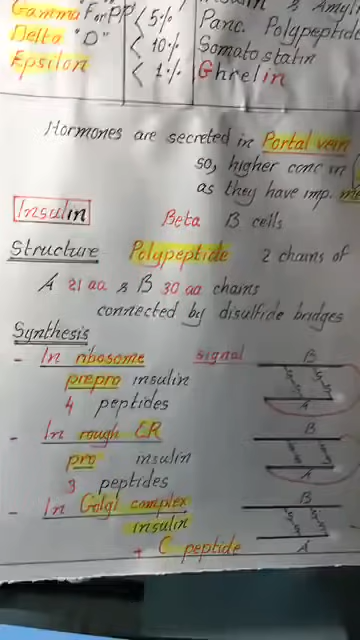 Gamma "F or PP" < 5% Panc. Polypeptide
Delta "D" < 10% Somatostatin
Epsilon < 1% Ghrelin
Hormones are secreted in Portal vein
so, higher conc in
as they have imp. me
Insulin Beta B cells
Structure Polypeptide 2 chains of
A 21 aa & B 30 aa chains
connected by disulfide bridges
Synthesis
- In ribosome signal B
prepro insulin
4 peptides A
- In rough ER B
pro insulin A
3 peptides
- In Golgi complex B
insulin
+ C peptide A